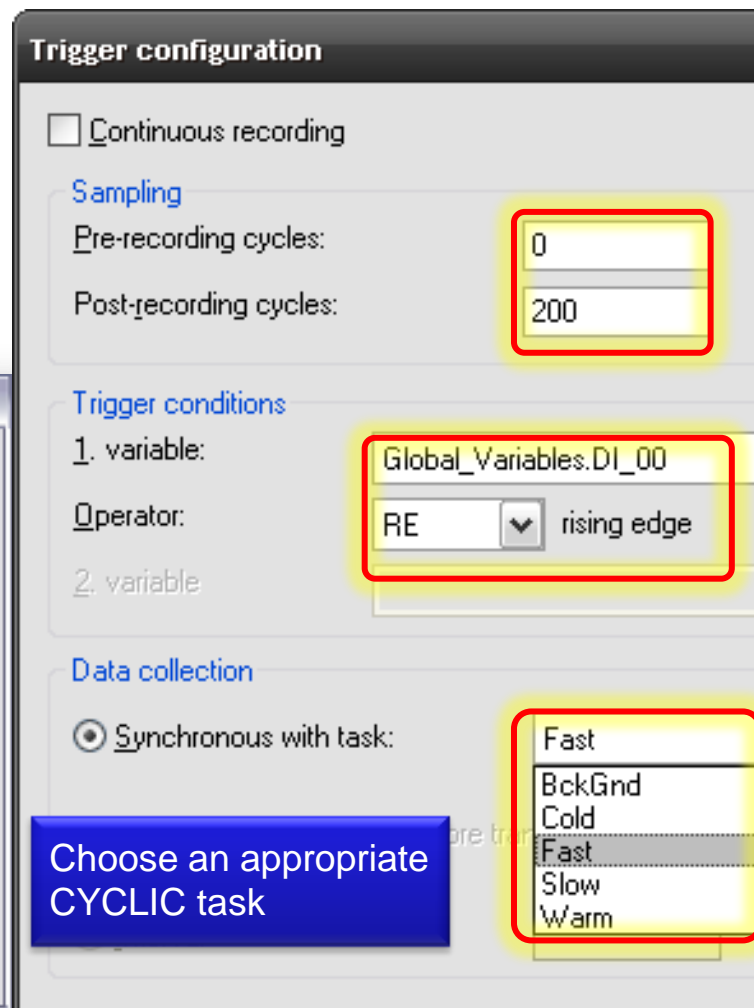 Trigger configuration
Continuous recording
Sampling
Pre-recording cycles:
0
Post-recording cycles:
200
Trigger conditions
1. variable:
Global_Variables.DI_00
Operator:
RE
rising edge
2. variable
Data collection
Synchronous with task:
Fast
BckGnd
Cold
Fast
Slow
Warm
Choose an appropriate
CYCLIC task